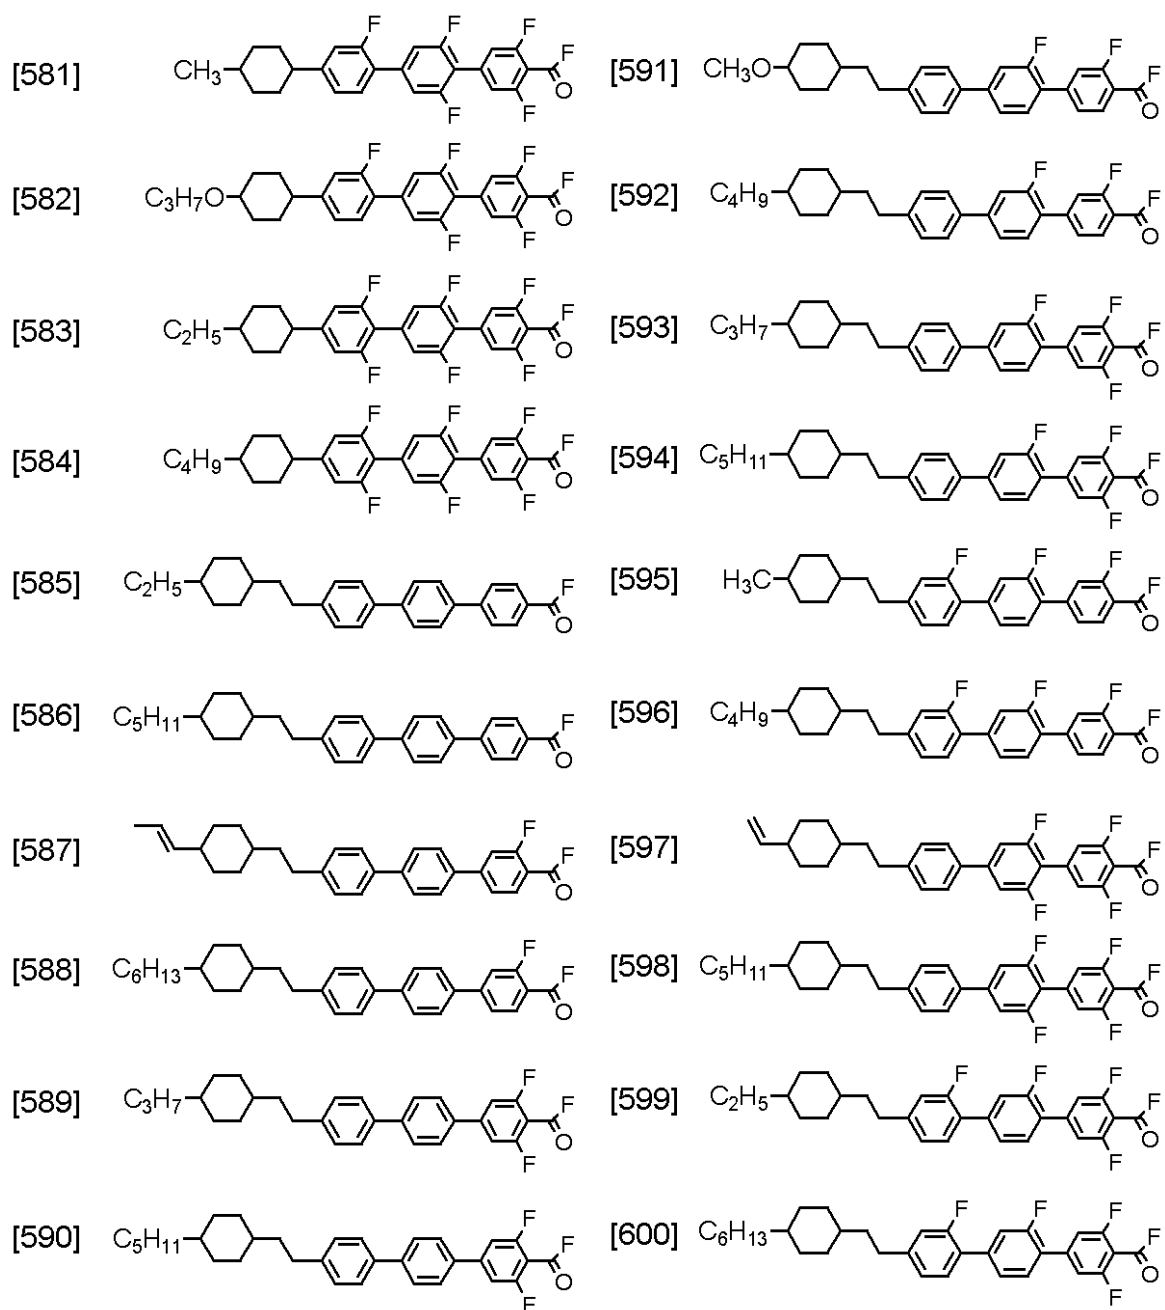 [581] CH3 F F F F F F O
[591] CH3O F F F O
[582] C3H7O F F F F F F O
[592] C4H9 F F F O
[583] C2H5 F F F F F F F O
[593] C3H7 F F F F O
[584] C4H9 F F F F F F F O
[594] C5H11 F F F F O
[585] C2H5 F O
[595] H3C F F F F O
[586] C5H11 F O
[596] C4H9 F F F F O
[587] F F O
[597] F F F F F O
[588] C6H13 F F O
[598] C5H11 F F F F F O
[589] C3H7 F F F O
[599] C2H5 F F F F F O
[590] C5H11 F F F O
[600] C6H13 F F F F F O